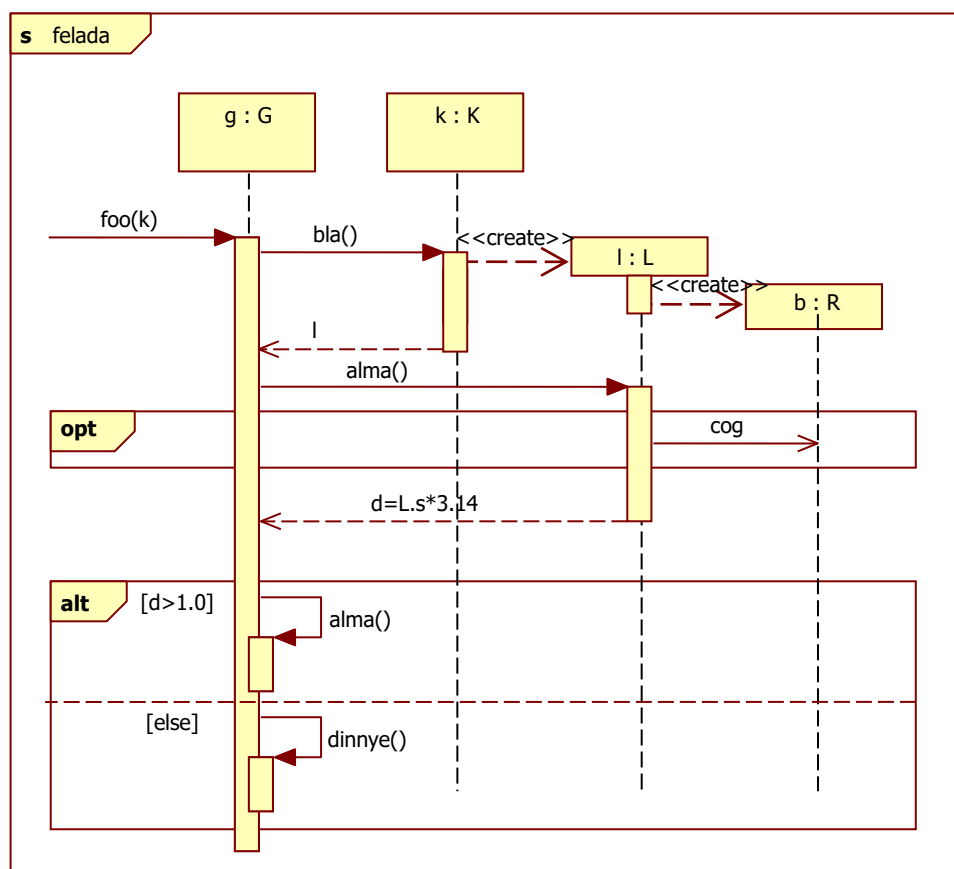 s felada
g : G
k : K
foo(k)
bla()
<<create>>
l : L
<<create>>
b : R
l
alma()
opt
cog
d=L.s*3.14
alt
[d>1.0]
alma()
[else]
dinnye()